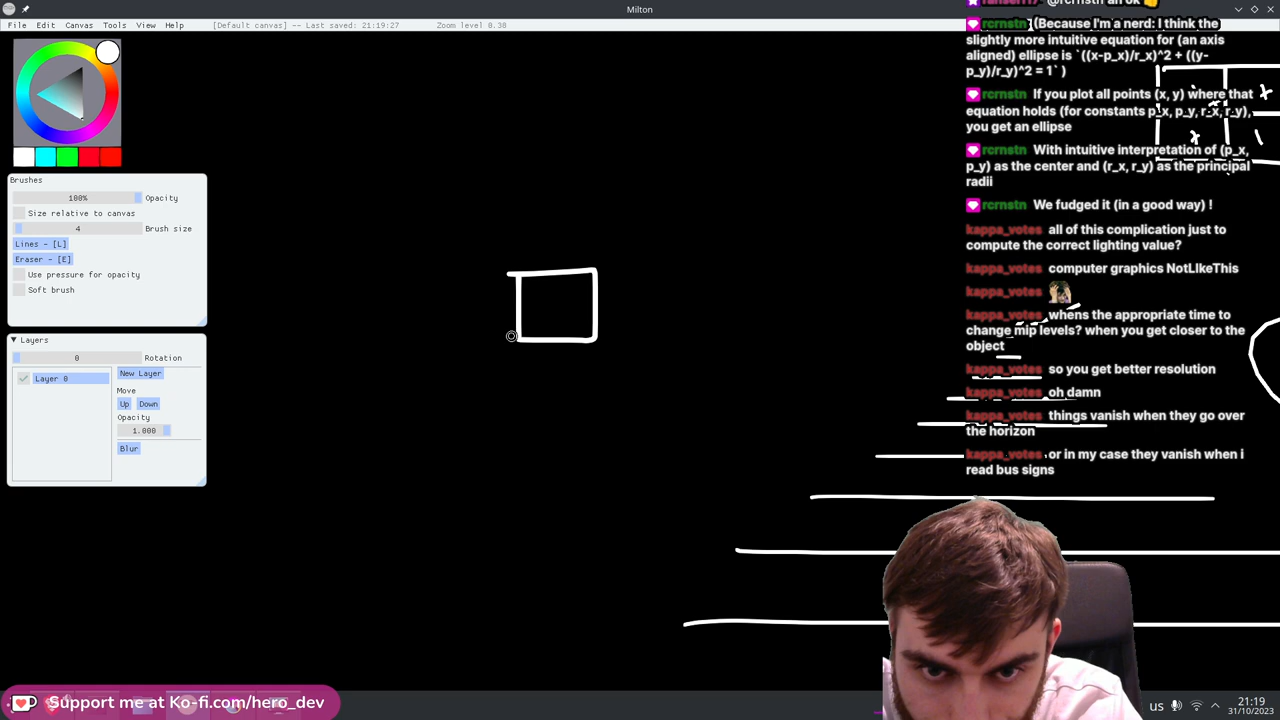 Milton
File Edit Canvas Tools View Help [Default canvas] -- Last saved: 21:19:27 Zoom level 8.38
Brushes
100% Opacity
Size relative to canvas
4 Brush size
Lines - [L]
Eraser - [E]
Use pressure for opacity
Soft brush
Layers
0 Rotation
Layer 0
New Layer
Move
Up Down
Opacity
1.000
Blur
rcrnstn (Because I'm a nerd: I think the
slightly more intuitive equation for (an axis
aligned) ellipse is `((x-p_x)/r_x)^2 + ((y-
p_y)/r_y)^2 = 1` )
rcrnstn If you plot all points (x, y) where that
equation holds (for constants p_x, p_y, r_x, r_y),
you get an ellipse
rcrnstn With intuitive interpretation of (p_x,
p_y) as the center and (r_x, r_y) as the principal
radii
rcrnstn We fudged it (in a good way) !
kappa_votes all of this complication just to
compute the correct lighting value?
kappa_votes computer graphics NotLIkeThis
kappa_votes
kappa_votes whens the appropriate time to
change mip levels? when you get closer to the
object
kappa_votes so you get better resolution
kappa_votes oh damn
kappa_votes things vanish when they go over
the horizon
kappa_votes or in my case they vanish when i
read bus signs
Support me at Ko-fi.com/hero_dev
US
21:19
31/10/2023